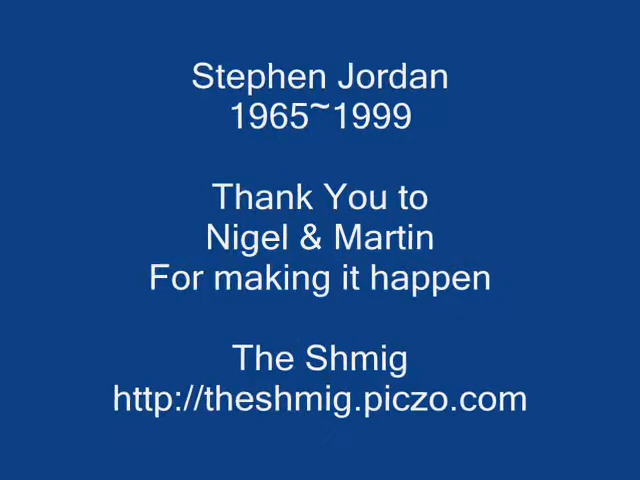 Stephen Jordan
1965~1999
Thank You to
Nigel & Martin
For making it happen
The Shmig
http://theshmig.piczo.com